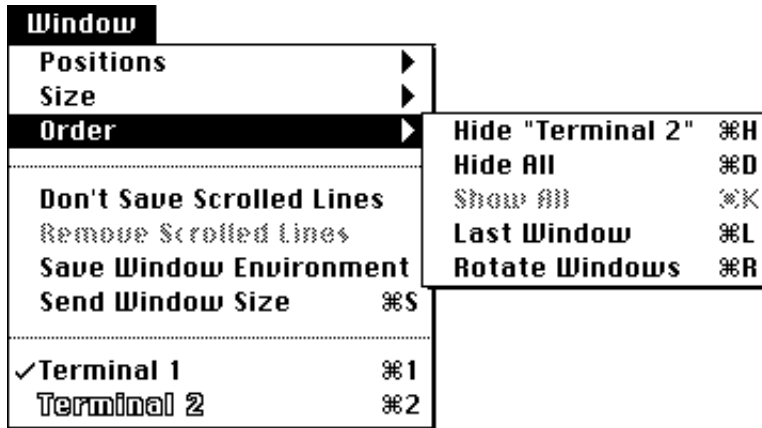 Window
Positions
Size
Order
Don't Save Scrolled Lines
Remove Scrolled Lines
Save Window Environment
Send Window Size ⌘S
✓Terminal 1 ⌘1
Terminal 2 ⌘2
Hide "Terminal 2" ⌘H
Hide All ⌘D
Show All ⌘K
Last Window ⌘L
Rotate Windows ⌘R